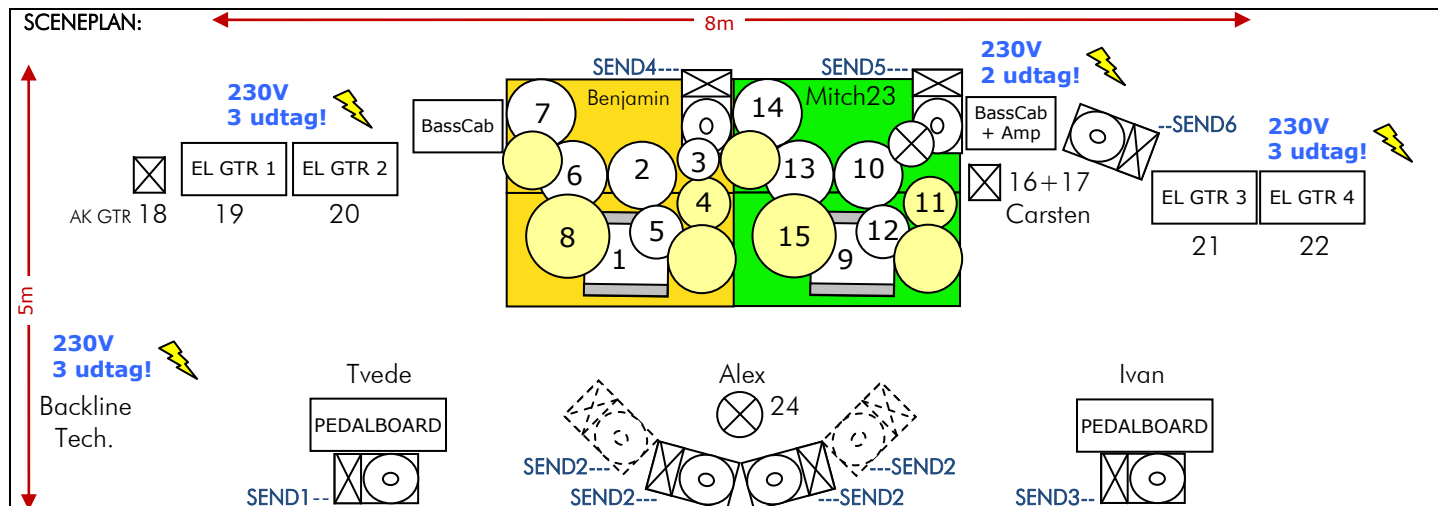 SCENEPLAN:
8m
5m
230V
3 udtag!
SEND4---
SEND5---
230V
2 udtag!
Benjamin
Mitch23
BassCab
BassCab
+ Amp
--SEND6
230V
3 udtag!
EL GTR 1
EL GTR 2
AK GTR 18
19
20
7
6
2
3
4
8
5
1
14
13
10
11
15
12
9
16+17
Carsten
EL GTR 3
EL GTR 4
21
22
230V
3 udtag!
Backline
Tech.
Tvede
PEDALBOARD
SEND1--
Alex
24
SEND2---
SEND2---
---SEND2
---SEND2
Ivan
PEDALBOARD
SEND3--